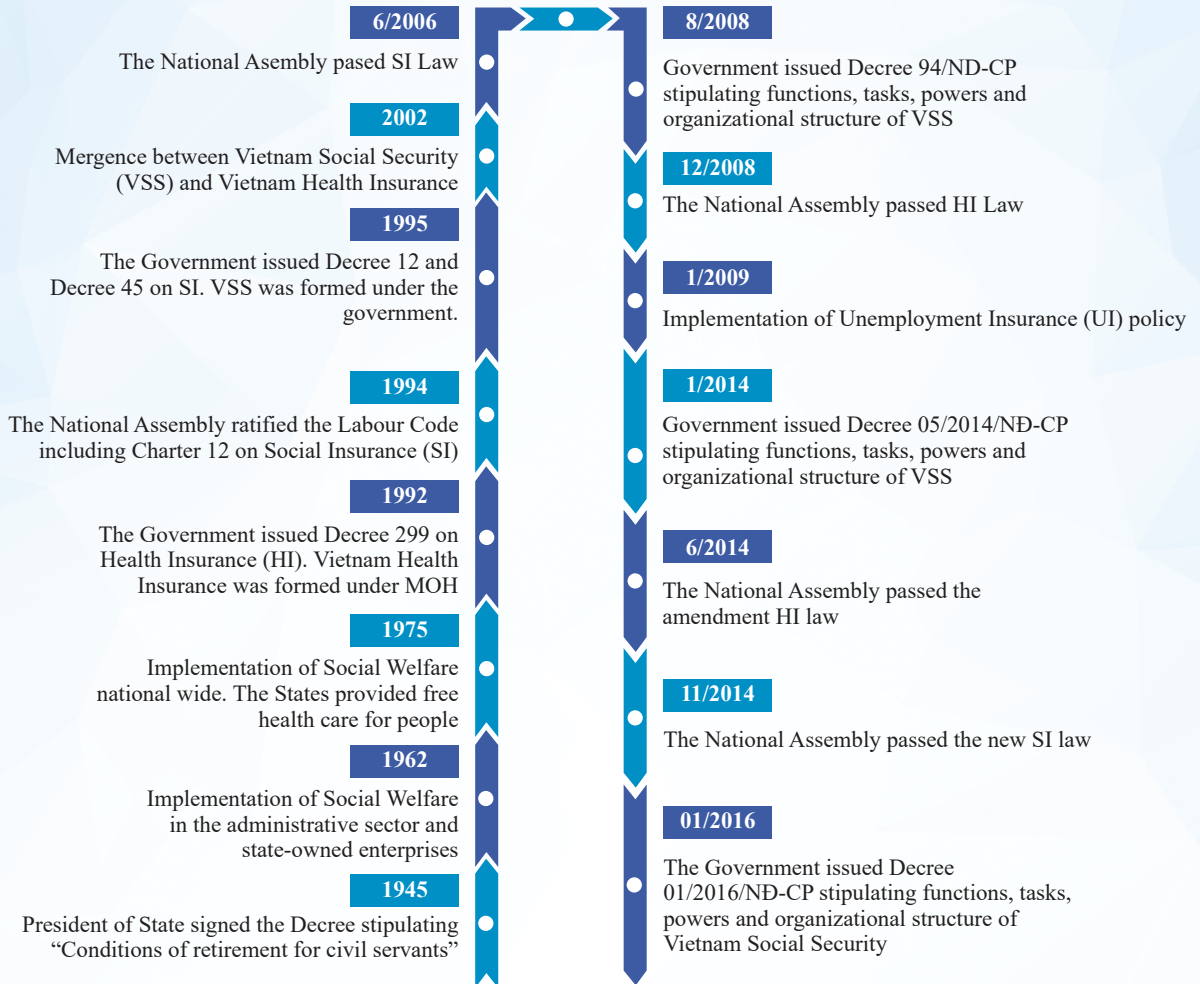 6/2006
The National Asembly pased SI Law
2002
Mergence between Vietnam Social Security
(VSS) and Vietnam Health Insurance
1995
The Government issued Decree 12 and
Decree 45 on SI. VSS was formed under the
government.
1994
The National Assembly ratified the Labour Code
including Charter 12 on Social Insurance (SI)
1992
The Government issued Decree 299 on
Health Insurance (HI). Vietnam Health
Insurance was formed under MOH
1975
Implementation of Social Welfare
national wide. The States provided free
health care for people
1962
Implementation of Social Welfare
in the administrative sector and
state-owned enterprises
1945
President of State signed the Decree stipulating
“Conditions of retirement for civil servants”
8/2008
Government issued Decree 94/ND-CP
stipulating functions, tasks, powers and
organizational structure of VSS
12/2008
The National Assembly passed HI Law
1/2009
Implementation of Unemployment Insurance (UI) policy
1/2014
Government issued Decree 05/2014/NĐ-CP
stipulating functions, tasks, powers and
organizational structure of VSS
6/2014
The National Assembly passed the
amendment HI law
11/2014
The National Assembly passed the new SI law
01/2016
The Government issued Decree
01/2016/NĐ-CP stipulating functions, tasks,
powers and organizational structure of
Vietnam Social Security